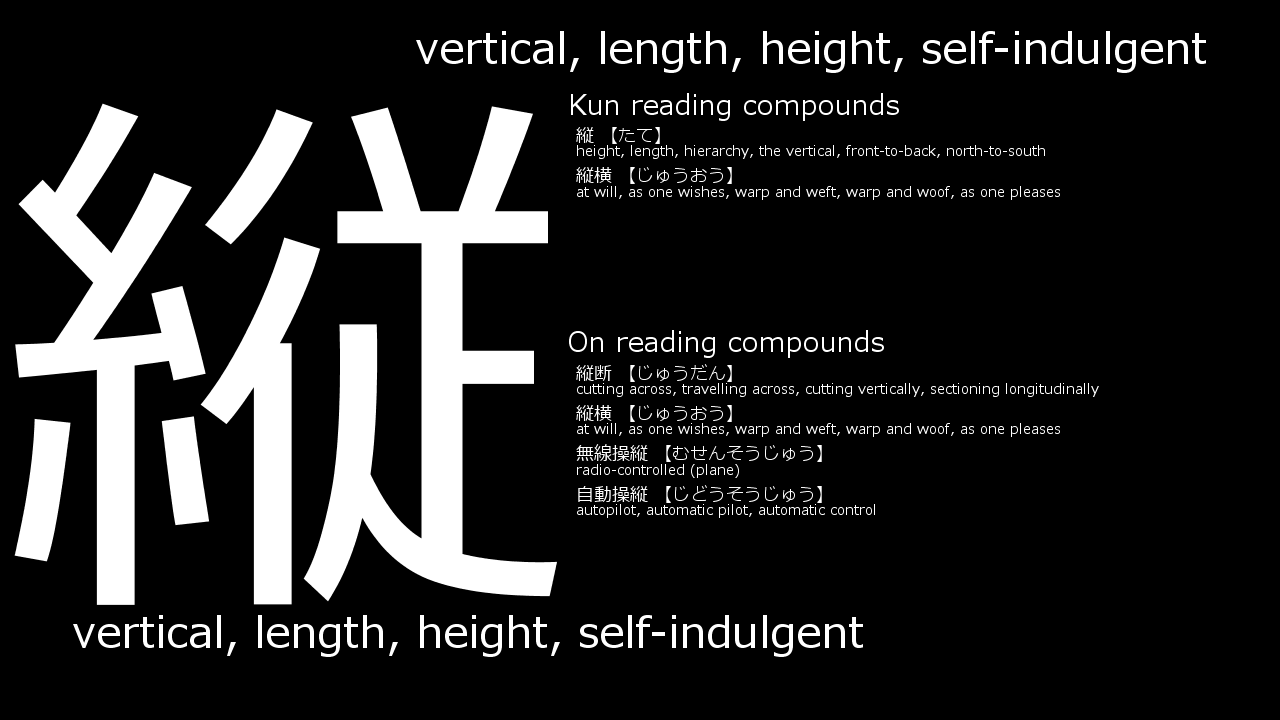 vertical, length, height, self-indulgent
縦
Kun reading compounds
縦 【たて】
height, length, hierarchy, the vertical, front-to-back, north-to-south
縦横 【じゅうおう】
at will, as one wishes, warp and weft, warp and woof, as one pleases
On reading compounds
縦断 【じゅうだん】
cutting across, travelling across, cutting vertically, sectioning longitudinally
縦横 【じゅうおう】
at will, as one wishes, warp and weft, warp and woof, as one pleases
無線操縦 【むせんそうじゅう】
radio-controlled (plane)
自動操縦 【じどうそうじゅう】
autopilot, automatic pilot, automatic control
vertical, length, height, self-indulgent